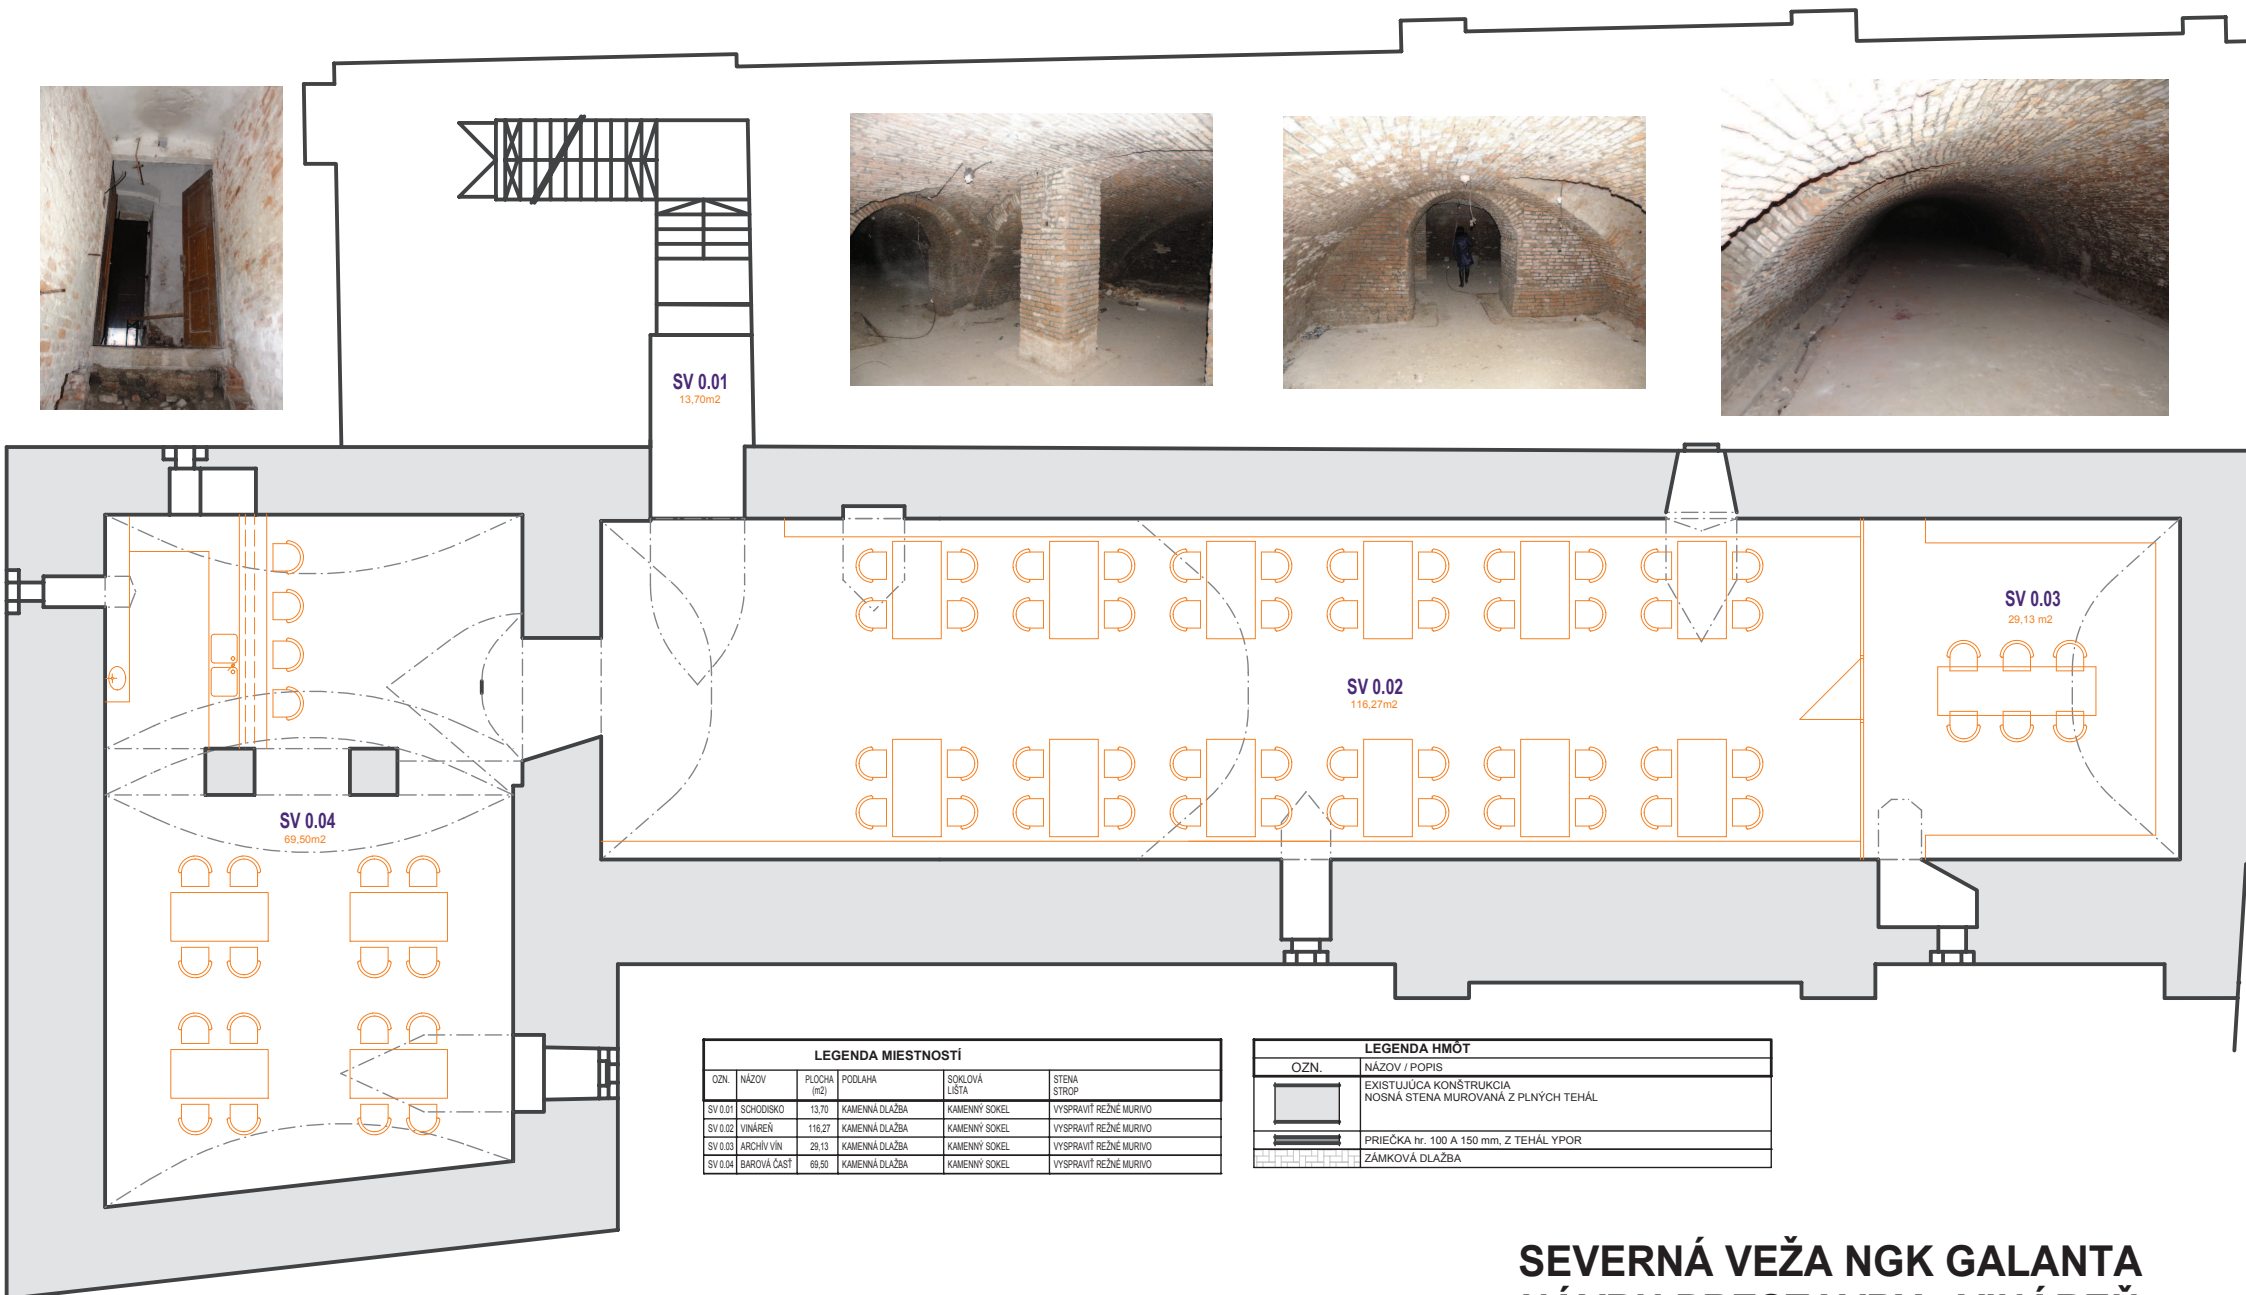 SV 0.01
13,70m2
SV 0.03
29,13 m2
SV 0.02
116,27m2
SV 0.04
69,50m2
LEGENDA MIESTNOSTÍ
OZN. NÁZOV PLOCHA (m2) PODLAHA SOKLOVÁ LIŠTA STENA STROP
SV 0.01 SCHODISKO 13,70 KAMENNÁ DLAŽBA KAMENNÝ SOKEL VYSPRAVIŤ REŽNÉ MURIVO
SV 0.02 VINÁREŇ 116,27 KAMENNÁ DLAŽBA KAMENNÝ SOKEL VYSPRAVIŤ REŽNÉ MURIVO
SV 0.03 ARCHÍV VÍN 29,13 KAMENNÁ DLAŽBA KAMENNÝ SOKEL VYSPRAVIŤ REŽNÉ MURIVO
SV 0.04 BAROVÁ ČASŤ 69,50 KAMENNÁ DLAŽBA KAMENNÝ SOKEL VYSPRAVIŤ REŽNÉ MURIVO
LEGENDA HMÔT
OZN. NÁZOV / POPIS
EXISTUJÚCA KONŠTRUKCIA
NOSNÁ STENA MUROVANÁ Z PLNÝCH TEHÁL
PRIEČKA hr. 100 A 150 mm, Z TEHÁL YPOR
ZÁMKOVÁ DLAŽBA
SEVERNÁ VEŽA NGK GALANTA